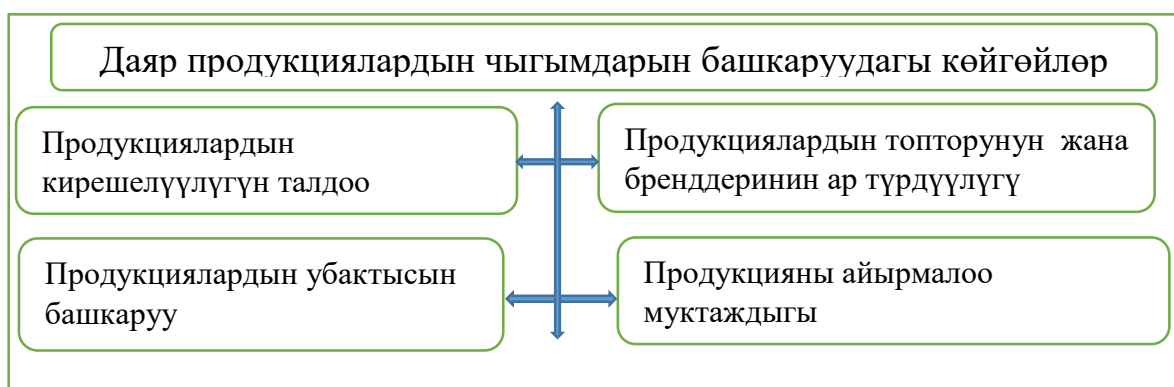 Даяр продукциялардын чыгымдарын башкаруудагы көйгөйлөр
Продукциялардын
кирешелүүлүгүн талдоо
Продукциялардын топторунун жана
бренддеринин ар түрдүүлүгү
Продукциялардын убактысын
башкаруу
Продукцияны айырмалоо
муктаждыгы